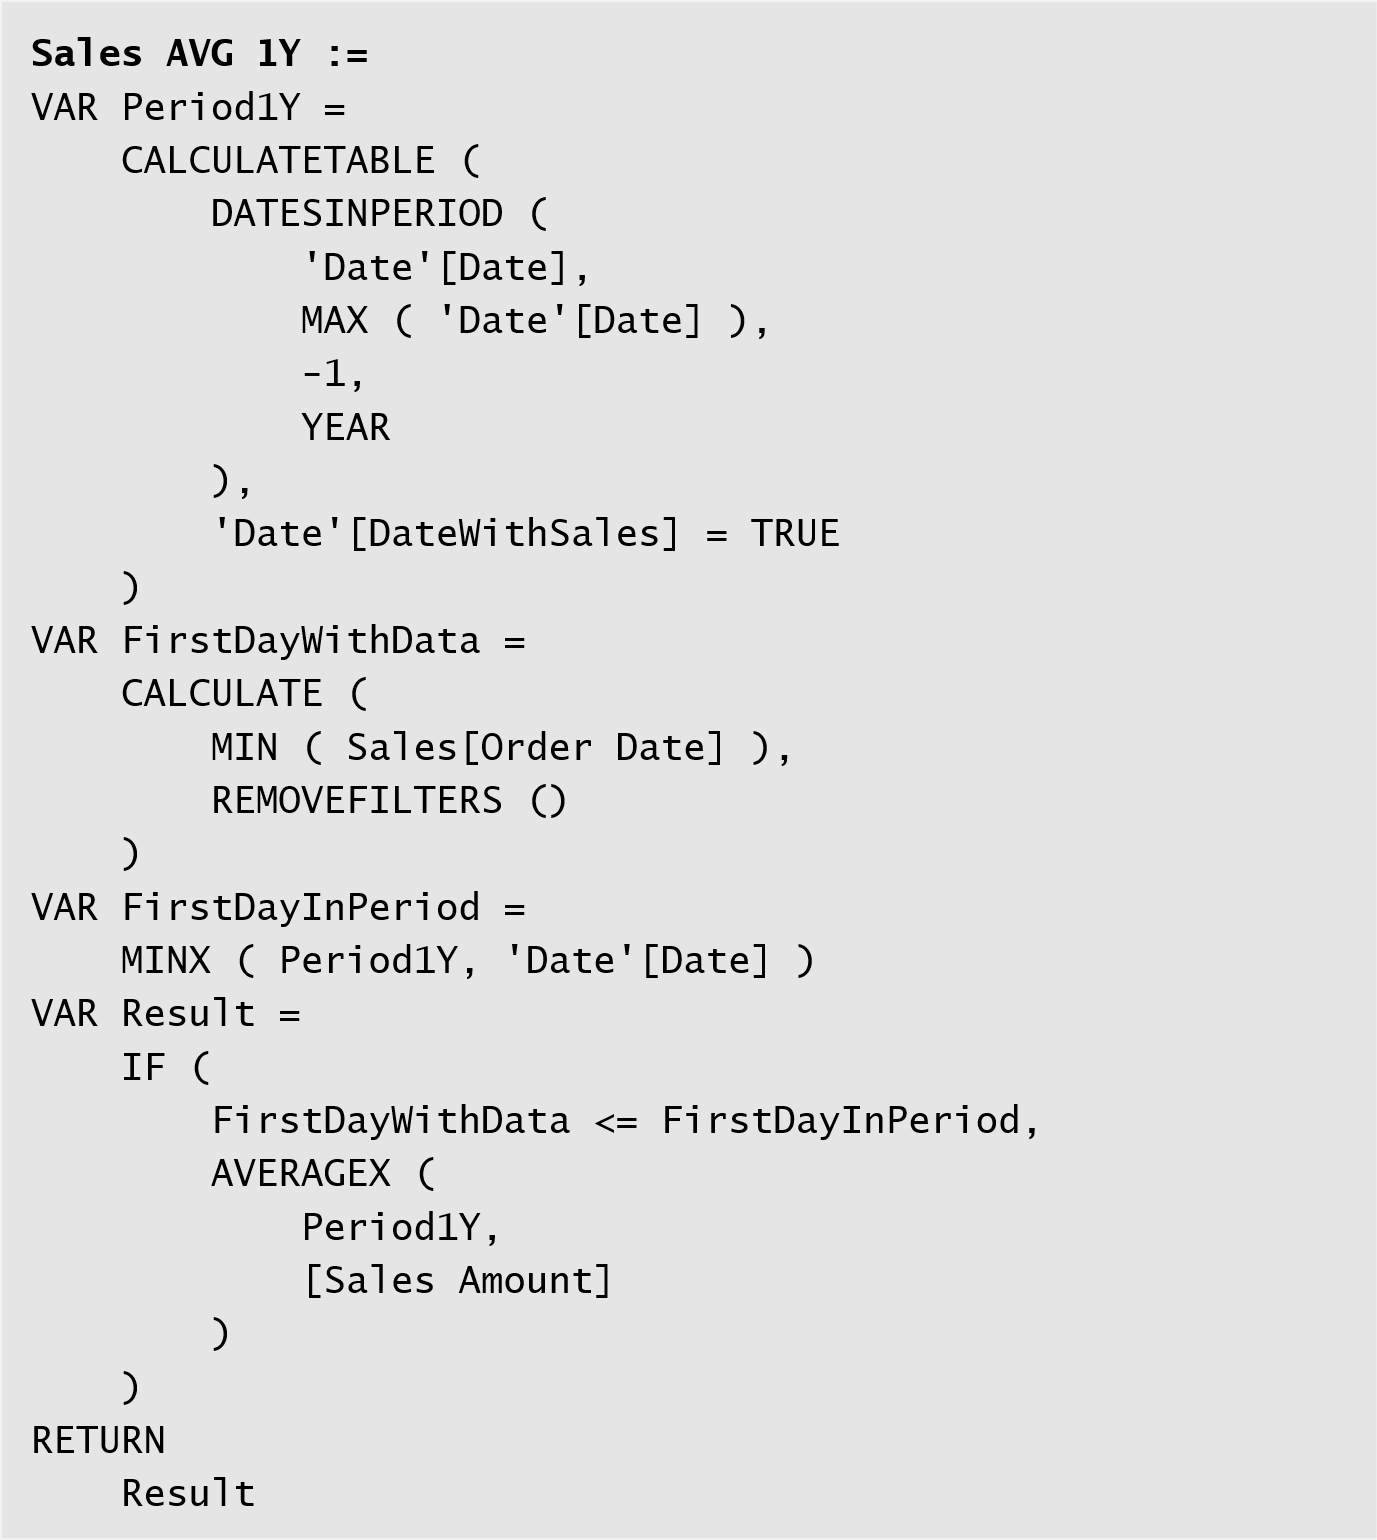 Sales AVG 1Y :=
VAR Period1Y =
    CALCULATETABLE (
        DATESINPERIOD (
            'Date'[Date],
            MAX ( 'Date'[Date] ),
            -1,
            YEAR
        ),
        'Date'[DateWithSales] = TRUE
    )
VAR FirstDayWithData =
    CALCULATE (
        MIN ( Sales[Order Date] ),
        REMOVEFILTERS ()
    )
VAR FirstDayInPeriod =
    MINX ( Period1Y, 'Date'[Date] )
VAR Result =
    IF (
        FirstDayWithData <= FirstDayInPeriod,
        AVERAGEX (
            Period1Y,
            [Sales Amount]
        )
    )
RETURN
    Result